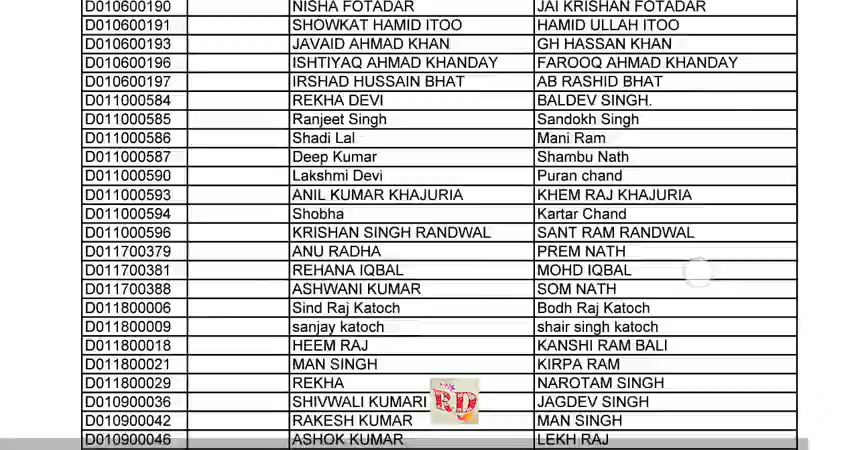 D010600190 NISHA FOTADAR JAI KRISHAN FOTADAR
D010600191 SHOWKAT HAMID ITOO HAMID ULLAH ITOO
D010600193 JAVAID AHMAD KHAN GH HASSAN KHAN
D010600196 ISHTIYAQ AHMAD KHANDAY FAROOQ AHMAD KHANDAY
D010600197 IRSHAD HUSSAIN BHAT AB RASHID BHAT
D011000584 REKHA DEVI BALDEV SINGH.
D011000585 Ranjeet Singh Sandokh Singh
D011000586 Shadi Lal Mani Ram
D011000587 Deep Kumar Shambu Nath
D011000590 Lakshmi Devi Puran chand
D011000593 ANIL KUMAR KHAJURIA KHEM RAJ KHAJURIA
D011000594 Shobha Kartar Chand
D011000596 KRISHAN SINGH RANDWAL SANT RAM RANDWAL
D011700379 ANU RADHA PREM NATH
D011700381 REHANA IQBAL MOHD IQBAL
D011700388 ASHWANI KUMAR SOM NATH
D011800006 Sind Raj Katoch Bodh Raj Katoch
D011800009 sanjay katoch shair singh katoch
D011800018 HEEM RAJ KANSHI RAM BALI
D011800021 MAN SINGH KIRPA RAM
D011800029 REKHA NAROTAM SINGH
D010900036 SHIVWALI KUMARI JAGDEV SINGH
D010900042 RAKESH KUMAR MAN SINGH
D010900046 ASHOK KUMAR LEKH RAJ
RD